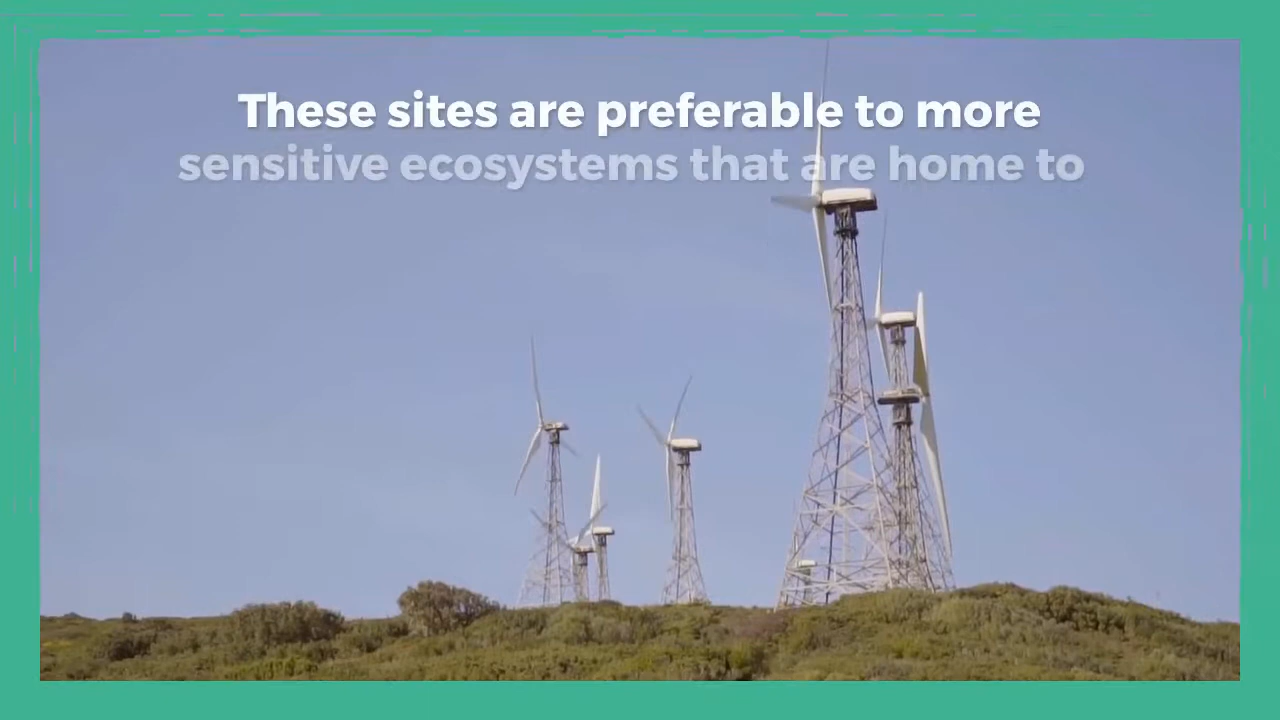 These sites are preferable to more
sensitive ecosystems that are home to